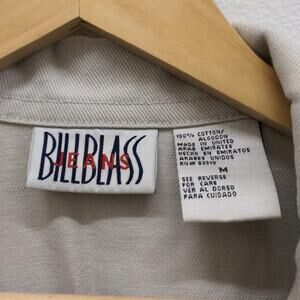 BILLBLASS
JEANS
100% COTTON/
ALGODON
MADE IN UNITED
ARAB EMIRATES
HECHO EN EMIRATOS
ARABES UNIDOS
RN# 93910
M
SEE REVERSE
FOR CARE
VER AL DORSO
PARA CUIDADO